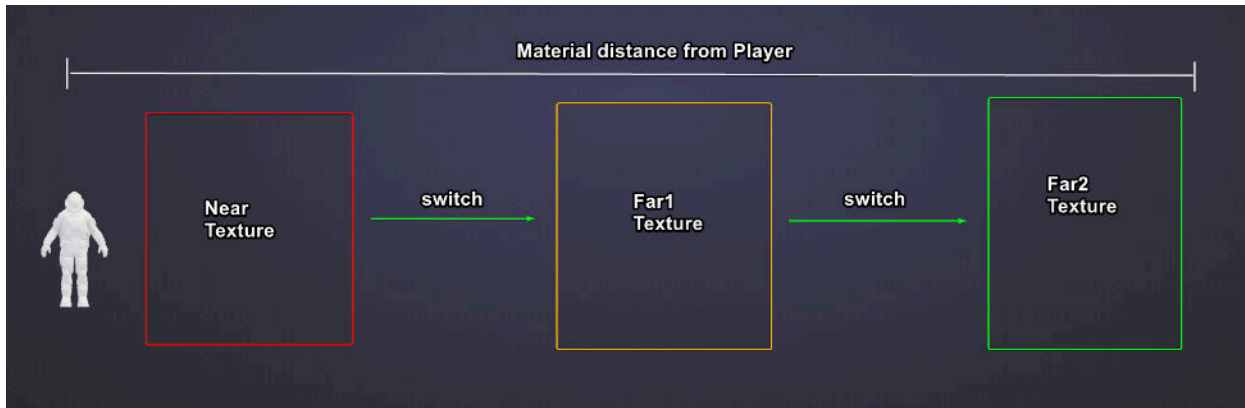 Material distance from Player
Near
Texture
switch
Far1
Texture
switch
Far2
Texture